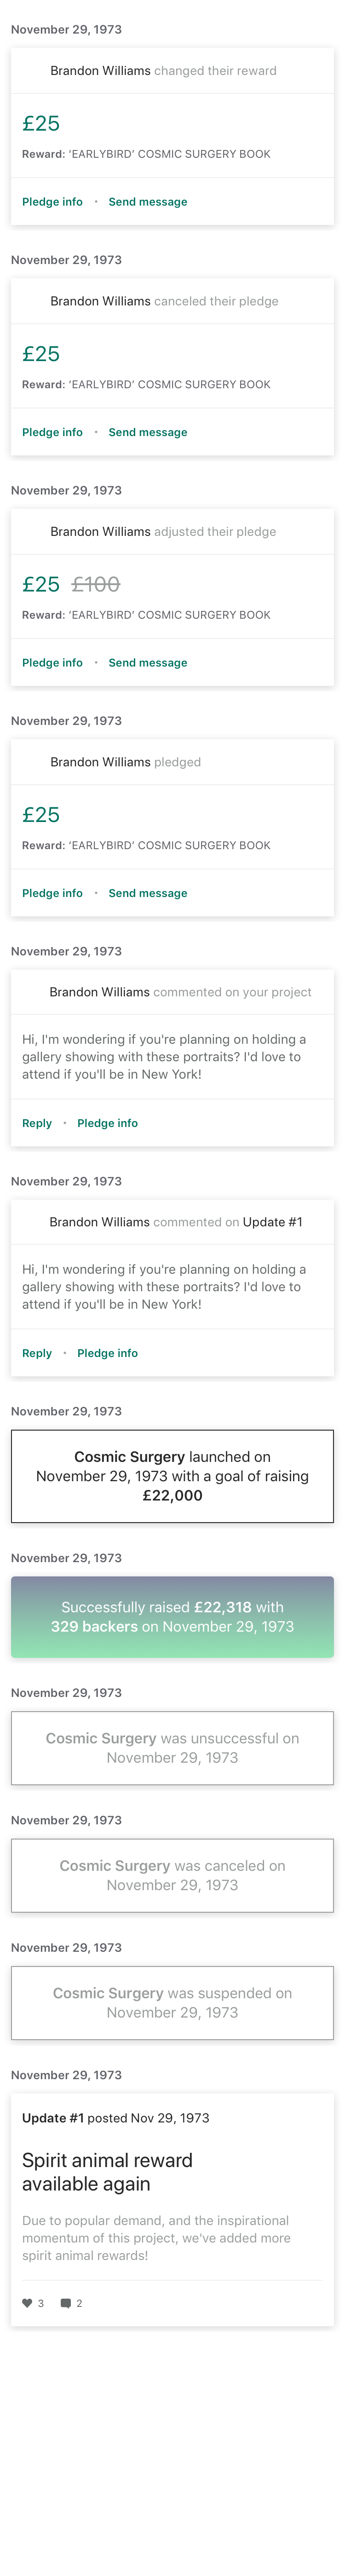 November 29, 1973
Brandon Williams changed their reward
£25
Reward: ‘EARLYBIRD’ COSMIC SURGERY BOOK
Pledge info • Send message
November 29, 1973
Brandon Williams canceled their pledge
£25
Reward: ‘EARLYBIRD’ COSMIC SURGERY BOOK
Pledge info • Send message
November 29, 1973
Brandon Williams adjusted their pledge
£25 £100
Reward: ‘EARLYBIRD’ COSMIC SURGERY BOOK
Pledge info • Send message
November 29, 1973
Brandon Williams pledged
£25
Reward: ‘EARLYBIRD’ COSMIC SURGERY BOOK
Pledge info • Send message
November 29, 1973
Brandon Williams commented on your project
Hi, I'm wondering if you're planning on holding a
gallery showing with these portraits? I'd love to
attend if you'll be in New York!
Reply • Pledge info
November 29, 1973
Brandon Williams commented on Update #1
Hi, I'm wondering if you're planning on holding a
gallery showing with these portraits? I'd love to
attend if you'll be in New York!
Reply • Pledge info
November 29, 1973
Cosmic Surgery launched on
November 29, 1973 with a goal of raising
£22,000
November 29, 1973
Successfully raised £22,318 with
329 backers on November 29, 1973
November 29, 1973
Cosmic Surgery was unsuccessful on
November 29, 1973
November 29, 1973
Cosmic Surgery was canceled on
November 29, 1973
November 29, 1973
Cosmic Surgery was suspended on
November 29, 1973
November 29, 1973
Update #1 posted Nov 29, 1973
Spirit animal reward
available again
Due to popular demand, and the inspirational
momentum of this project, we've added more
spirit animal rewards!
3 2